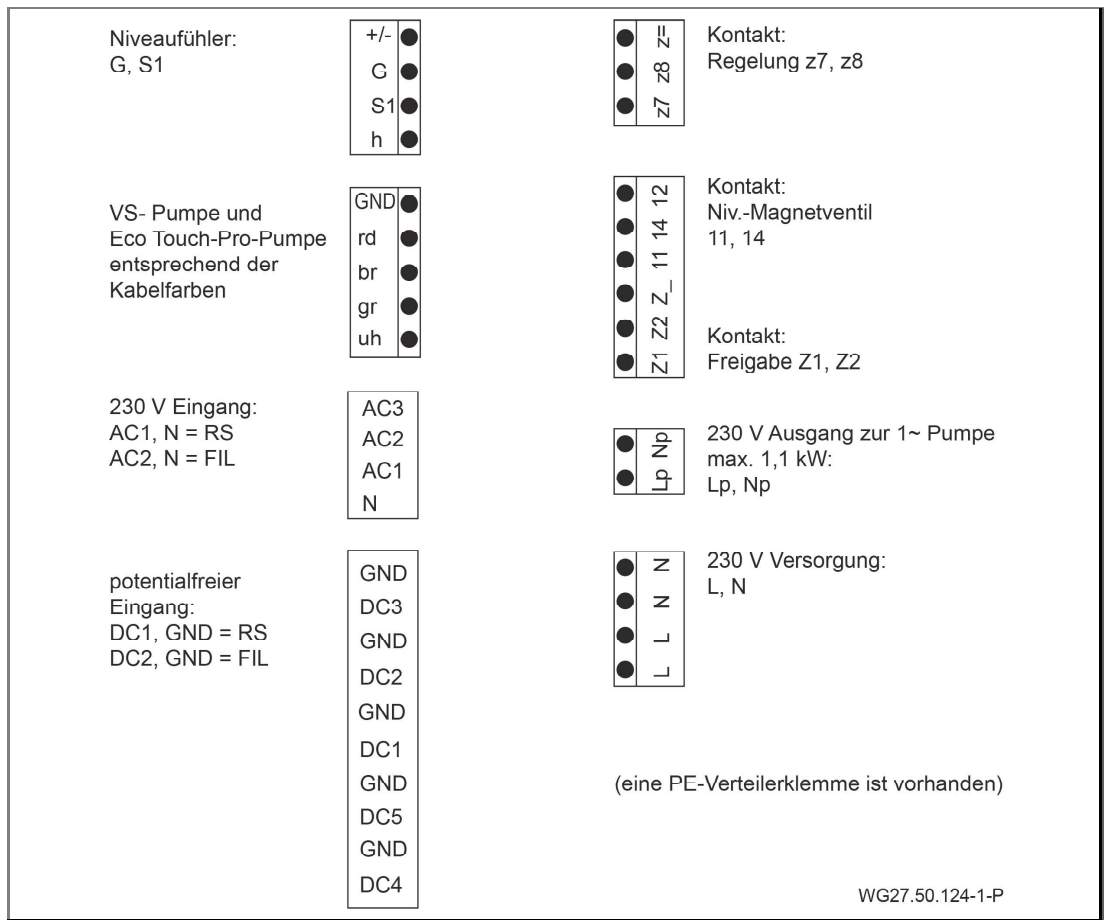 Niveaufühler:
G, S1
+/-
G
S1
h
VS- Pumpe und
Eco Touch-Pro-Pumpe
entsprechend der
Kabelfarben
GND
rd
br
gr
uh
230 V Eingang:
AC1, N = RS
AC2, N = FIL
AC3
AC2
AC1
N
potentialfreier
Eingang:
DC1, GND = RS
DC2, GND = FIL
GND
DC3
GND
DC2
GND
DC1
GND
DC5
GND
DC4
z7 z8 z=
Kontakt:
Regelung z7, z8
Z1 Z2 Z_ 11 14 12
Kontakt:
Niv.-Magnetventil
11, 14
Kontakt:
Freigabe Z1, Z2
Lp Np
230 V Ausgang zur 1~ Pumpe
max. 1,1 kW:
Lp, Np
L L N N
230 V Versorgung:
L, N
(eine PE-Verteilerklemme ist vorhanden)
WG27.50.124-1-P